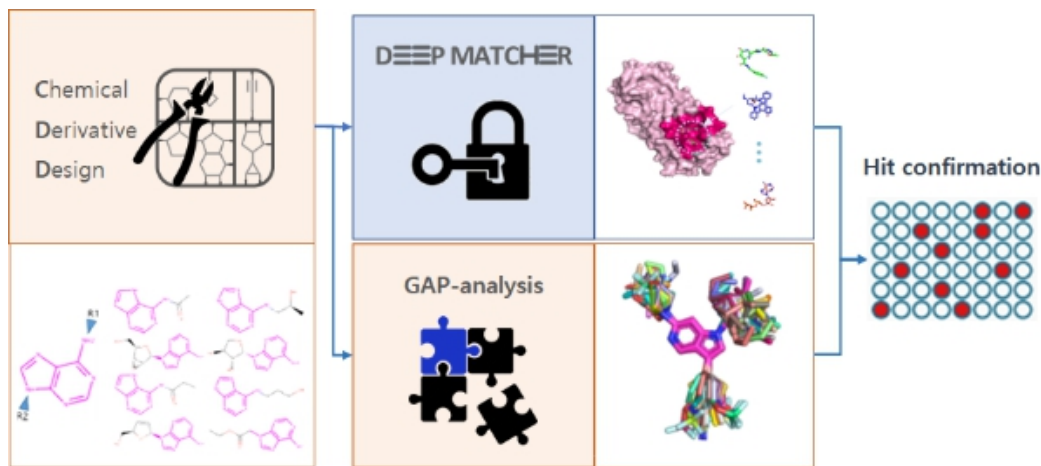 Chemical
Derivative
Design
DEEP MATCHER
Hit confirmation
GAP-analysis
R1
R2